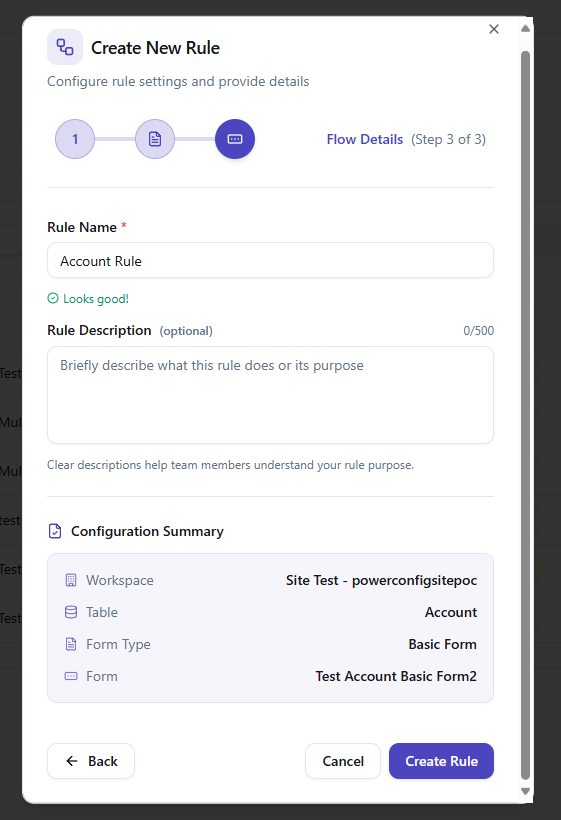 Create New Rule
Configure rule settings and provide details
1
Flow Details (Step 3 of 3)
Rule Name *
Account Rule
Looks good!
Rule Description (optional) 0/500
Briefly describe what this rule does or its purpose
Clear descriptions help team members understand your rule purpose.
Configuration Summary
Workspace Site Test - powerconfigsitepoc
Table Account
Form Type Basic Form
Form Test Account Basic Form2
Back Cancel Create Rule
Test
Mul
Mul
test
Test
Test